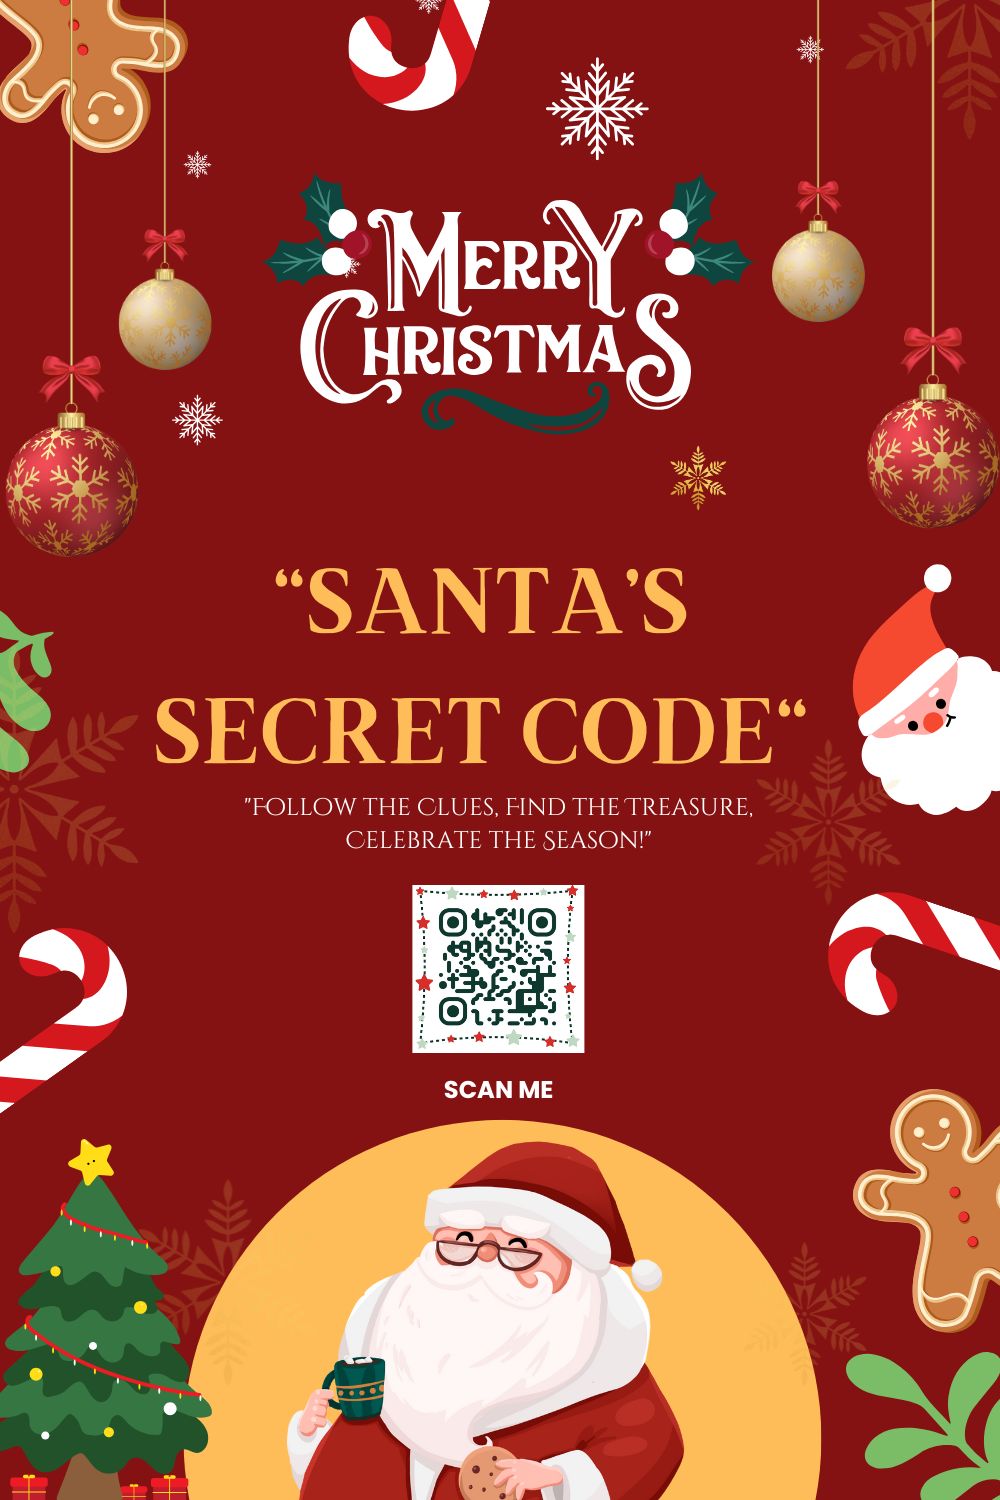 MERRY
CHRISTMAS
“SANTA’S
SECRET CODE“
"FOLLOW THE CLUES, FIND THE TREASURE,
CELEBRATE THE SEASON!"
SCAN ME